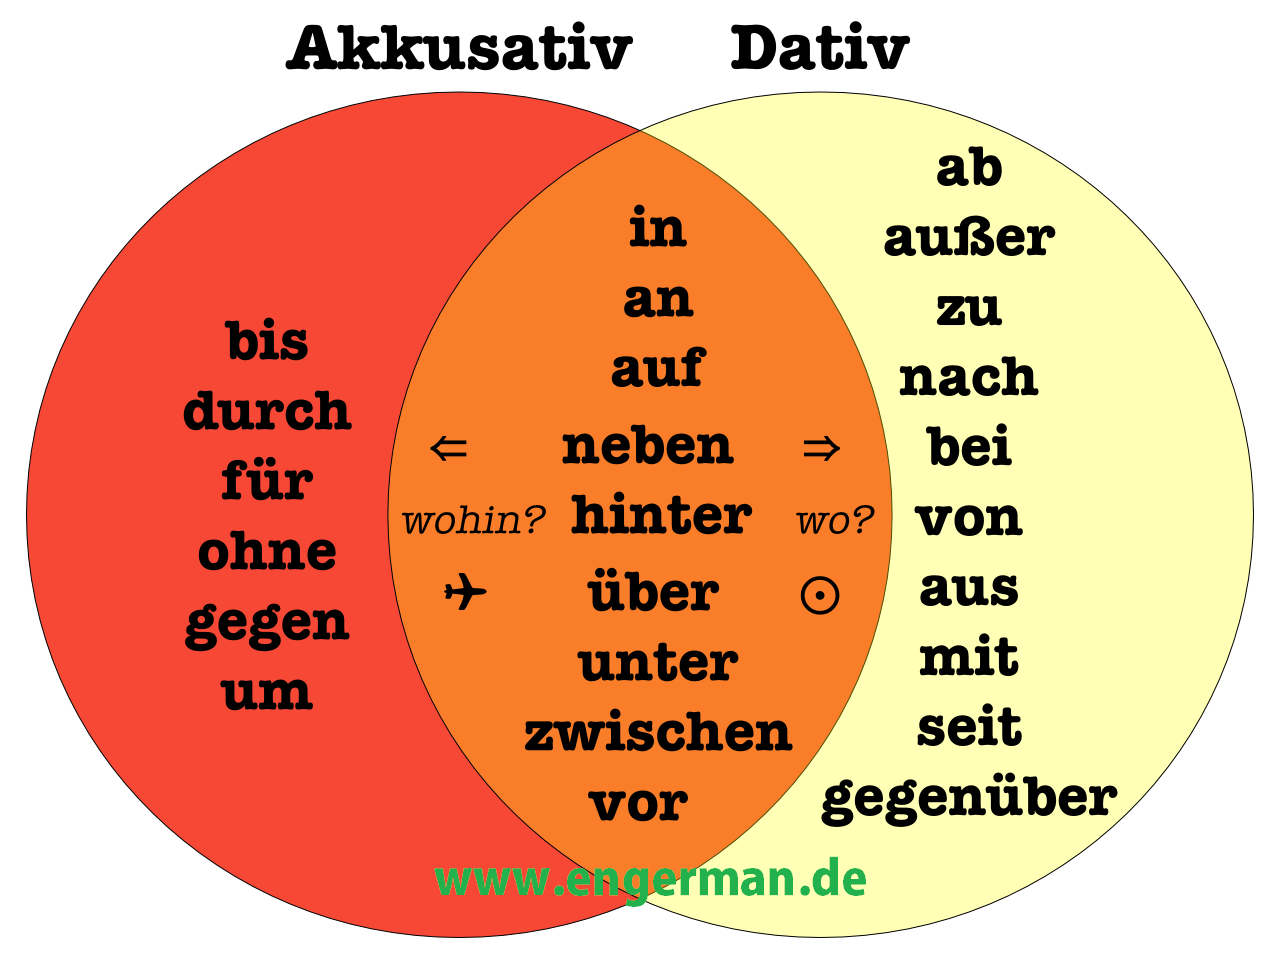 Akkusativ
Dativ
bis
durch
für
ohne
gegen
um
in
an
auf
⇐ neben ⇒
wohin? hinter wo?
✈ über ⊙
unter
zwischen
vor
ab
außer
zu
nach
bei
von
aus
mit
seit
gegenüber
www.engerman.de